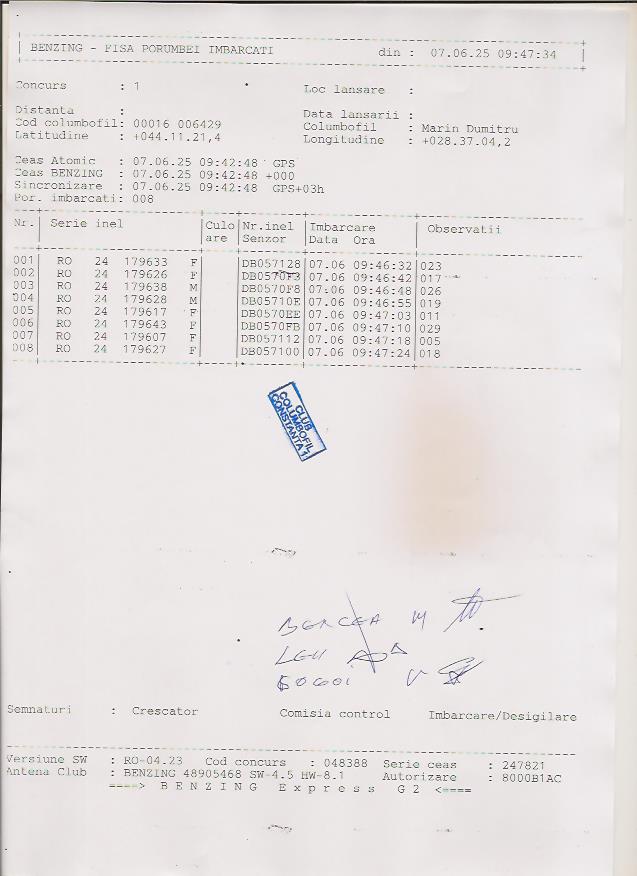 BENZING - FISA PORUMBEI IMBARCATI din : 07.06.25 09:47:34
Concurs : 1 Loc lansare :
Distanta : Data lansarii :
Cod columbofil: 00016 006429 Columbofil : Marin Dumitru
Latitudine : +044.11.21,4 Longitudine : +028.37.04,2
Ceas Atomic : 07.06.25 09:42:48 GPS
Ceas BENZING : 07.06.25 09:42:48 +000
Sincronizare : 07.06.25 09:42:48 GPS+03h
Por. imbarcati: 008
Nr. Serie inel Culo Nr.inel Imbarcare Observatii
are Senzor Data Ora
001 RO 24 179633 F DB057128 07.06 09:46:32 023
002 RO 24 179626 F DB0570F3 07.06 09:46:42 017
003 RO 24 179638 M DB0570F8 07.06 09:46:48 026
004 RO 24 179628 M DB05710E 07.06 09:46:55 019
005 RO 24 179617 F DB0570EE 07.06 09:47:03 011
006 RO 24 179643 F DB0570FB 07.06 09:47:10 029
007 RO 24 179607 F DB057112 07.06 09:47:18 005
008 RO 24 179627 F DB057100 07.06 09:47:24 018
CLUB
COLUMBOFIL
CONSTANTA 1
BERCEA M
GOGOI V
Semnaturi : Crescator Comisia control Imbarcare/Desigilare
Versiune SW : RO-04.23 Cod concurs : 048388 Serie ceas : 247821
Antena Club : BENZING 48905468 SW-4.5 HW-8.1 Autorizare : 8000B1AC
====> B E N Z I N G E x p r e s s G 2 <====